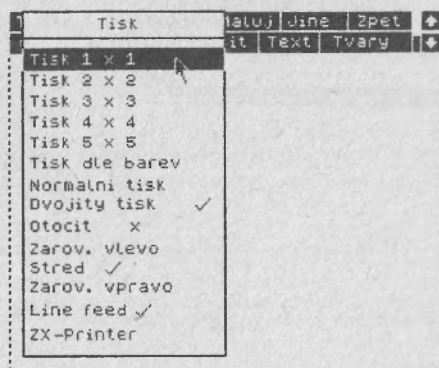 Tisk
maluj Jine Zpet
it Text Tvary
Tisk 1 x 1
Tisk 2 x 2
Tisk 3 x 3
Tisk 4 x 4
Tisk 5 x 5
Tisk dle barev
Normalni tisk
Dvojity tisk ✓
Otocit x
Zarov. vlevo
Stred ✓
Zarov. vpravo
Line feed ✓
ZX-Printer